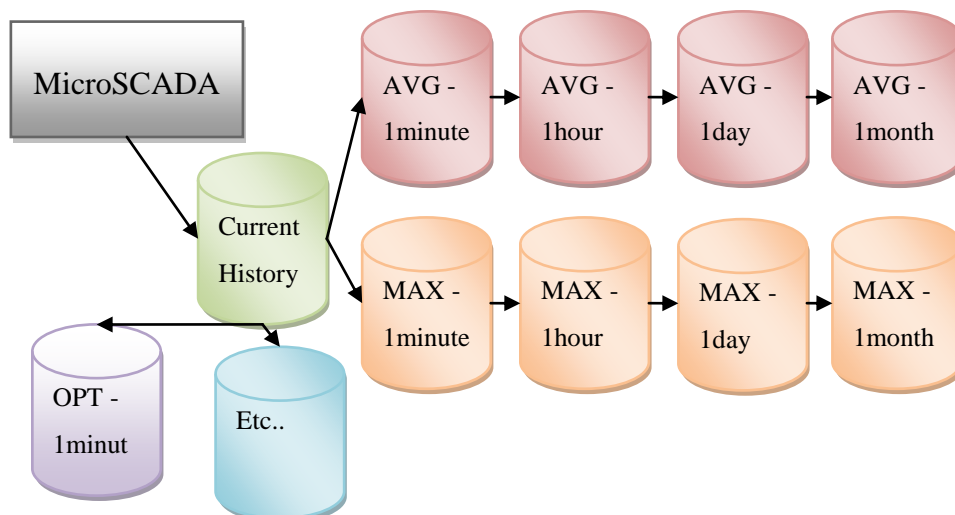 MicroSCADA
AVG -
1minute
AVG -
1hour
AVG -
1day
AVG -
1month
Current
History
MAX -
1minute
MAX -
1hour
MAX -
1day
MAX -
1month
OPT -
1minut
Etc..